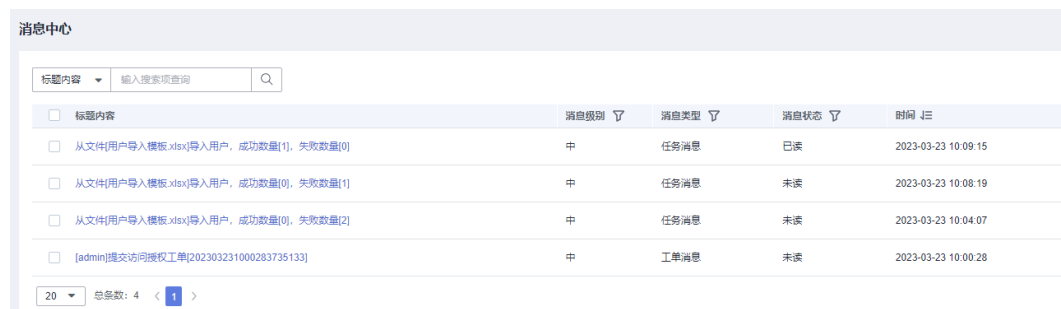 消息中心
标题内容 输入搜索项查询
标题内容 消息级别 消息类型 消息状态 时间
从文件[用户导入模板.xlsx]导入用户，成功数量[1]，失败数量[0] 中 任务消息 已读 2023-03-23 10:09:15
从文件[用户导入模板.xlsx]导入用户，成功数量[0]，失败数量[1] 中 任务消息 未读 2023-03-23 10:08:19
从文件[用户导入模板.xlsx]导入用户，成功数量[0]，失败数量[2] 中 任务消息 未读 2023-03-23 10:04:07
[admin]提交访问授权工单[202303231000283735133] 中 工单消息 未读 2023-03-23 10:00:28
20 总条数：4 < 1 >